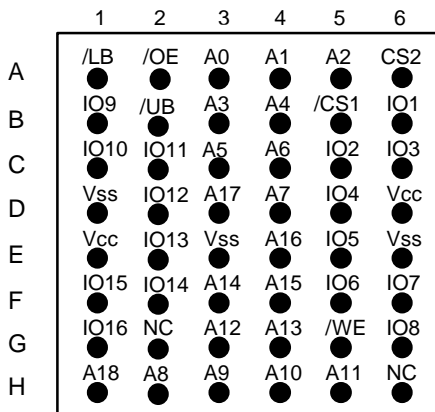 1 2 3 4 5 6
A /LB /OE A0 A1 A2 CS2
B IO9 /UB A3 A4 /CS1 IO1
C IO10 IO11 A5 A6 IO2 IO3
D Vss IO12 A17 A7 IO4 Vcc
E Vcc IO13 Vss A16 IO5 Vss
F IO15 IO14 A14 A15 IO6 IO7
G IO16 NC A12 A13 /WE IO8
H A18 A8 A9 A10 A11 NC